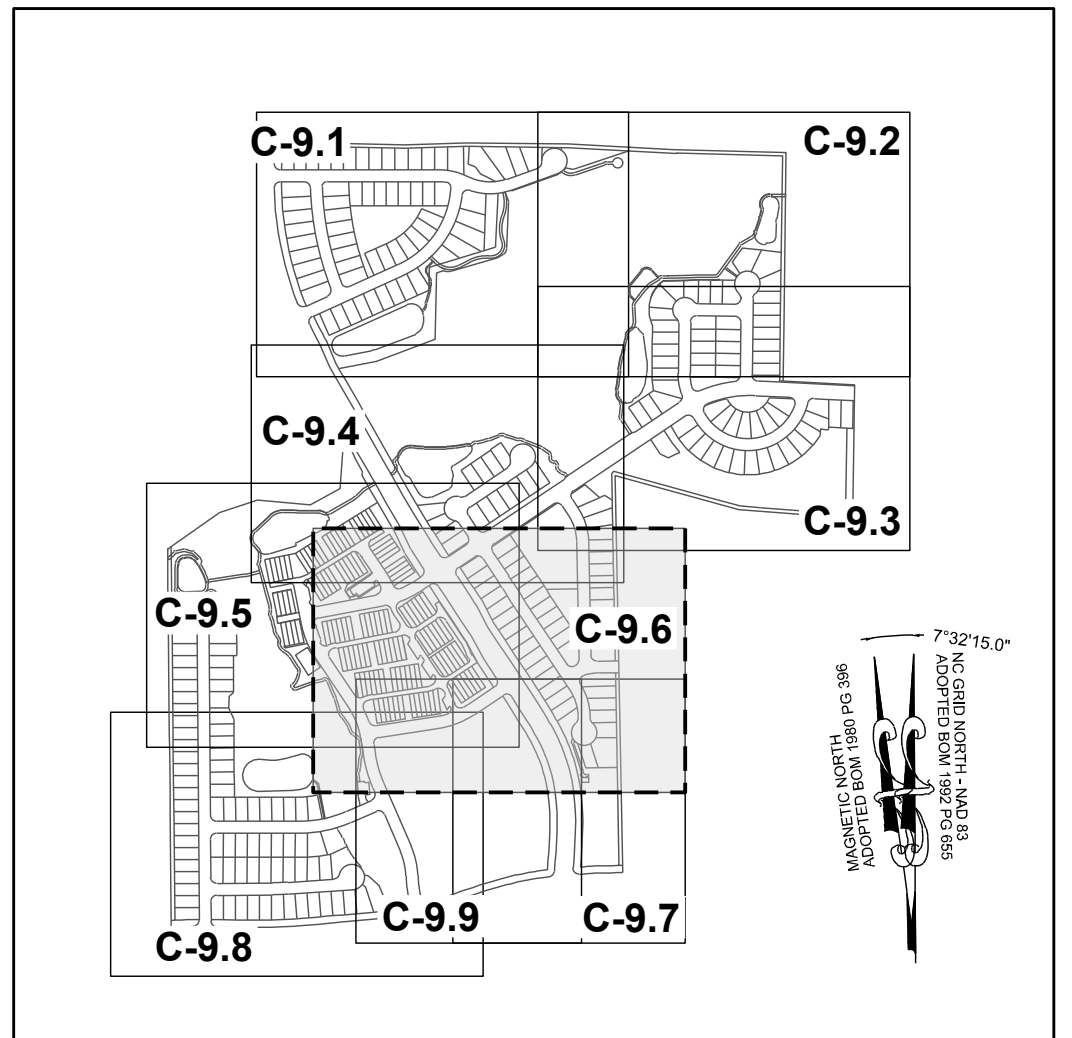 C-9.1
C-9.2
C-9.4
C-9.3
C-9.5
C-9.6
7°32'15.0"
NC GRID NORTH - NAD 83
ADOPTED BOM 1992 PG 655
MAGNETIC NORTH
ADOPTED BOM 1980 PG 396
C-9.9
C-9.7
C-9.8